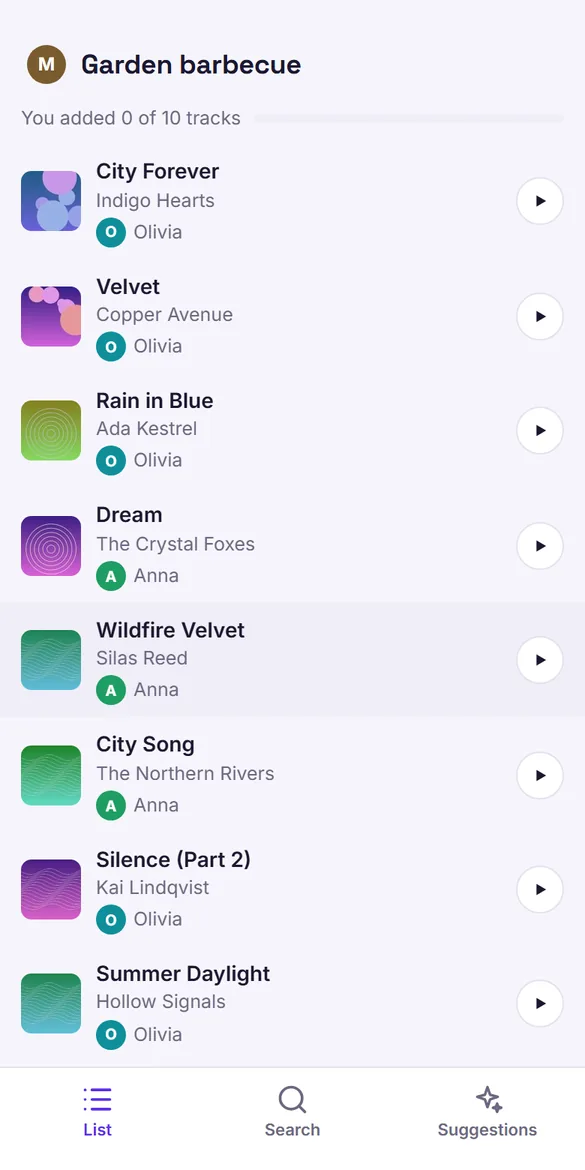 M Garden barbecue
You added 0 of 10 tracks
City Forever
Indigo Hearts
O Olivia
Velvet
Copper Avenue
O Olivia
Rain in Blue
Ada Kestrel
O Olivia
Dream
The Crystal Foxes
A Anna
Wildfire Velvet
Silas Reed
A Anna
City Song
The Northern Rivers
A Anna
Silence (Part 2)
Kai Lindqvist
O Olivia
Summer Daylight
Hollow Signals
O Olivia
List Search Suggestions